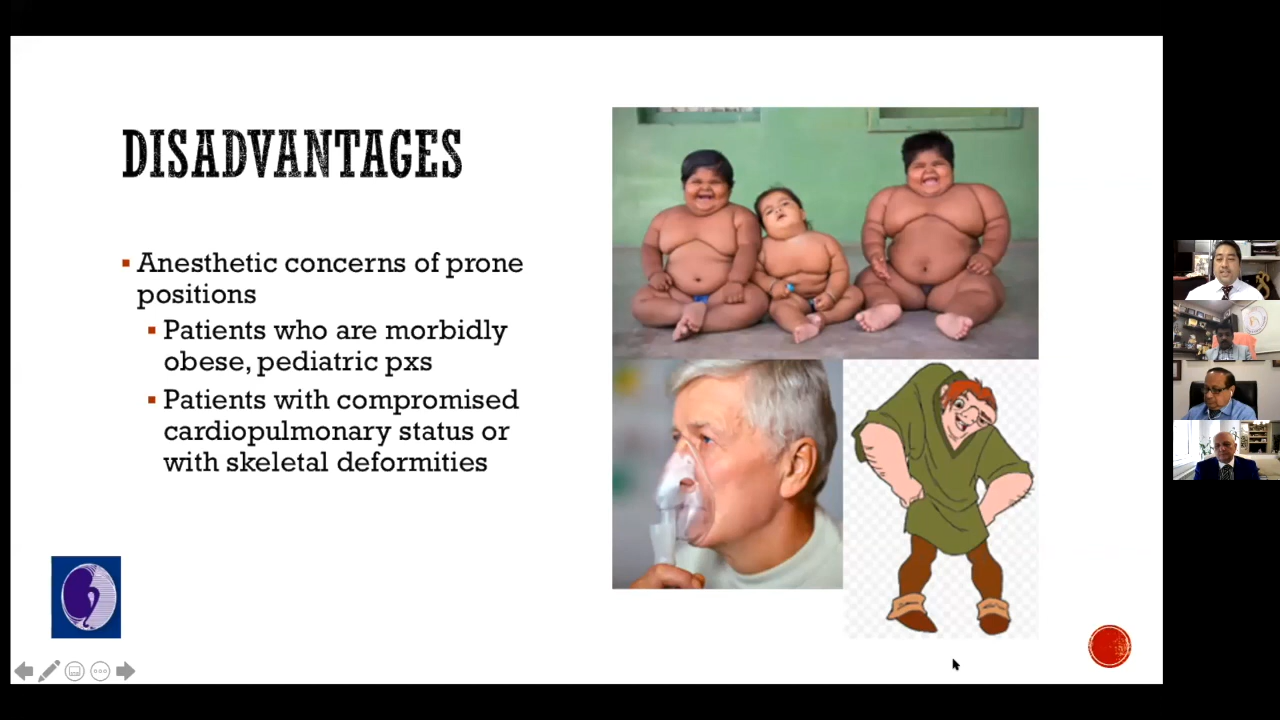 DISADVANTAGES
Anesthetic concerns of prone
positions
Patients who are morbidly
obese, pediatric pxs
Patients with compromised
cardiopulmonary status or
with skeletal deformities